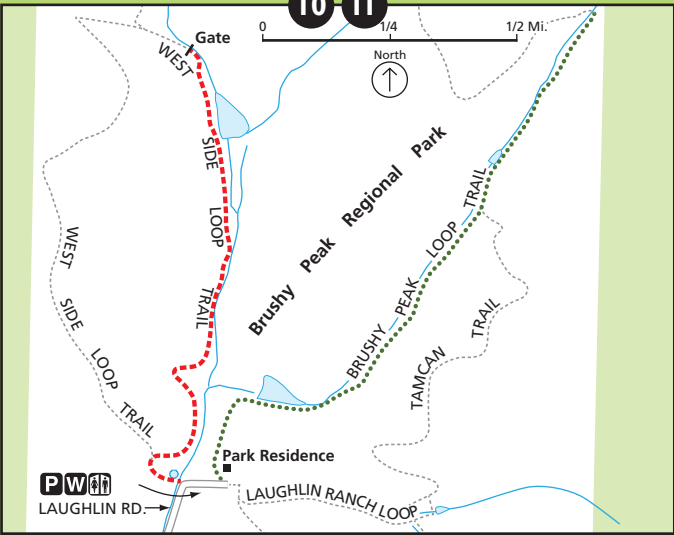 10 11
Gate
0 1/4 1/2 Mi.
North
WEST SIDE LOOP TRAIL
WEST SIDE LOOP TRAIL
Brushy Peak Regional Park
BRUSHY PEAK LOOP TRAIL
TAMCAN TRAIL
Park Residence
P W
LAUGHLIN RD.
LAUGHLIN RANCH LOOP